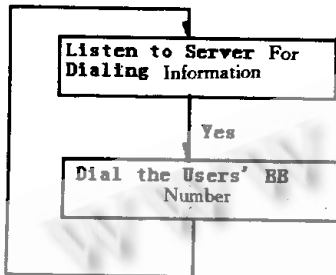 Listen to Server For
Dialing Information
Yes
Dial the Users' BB
Number